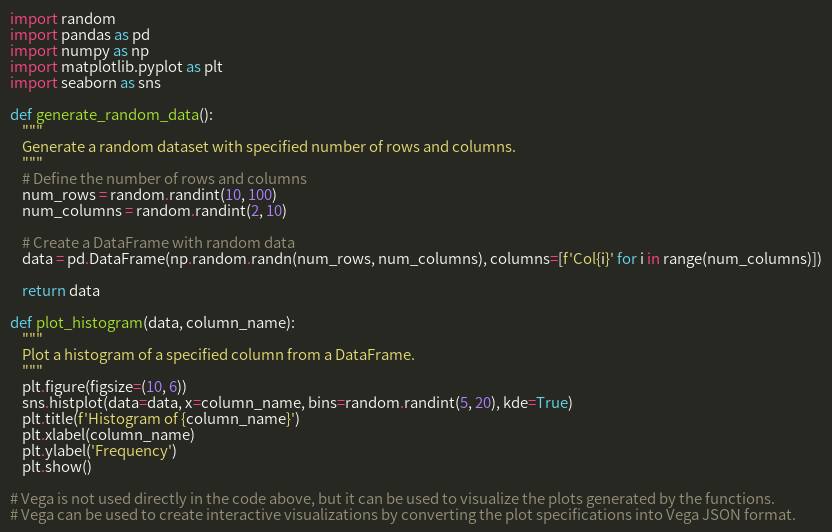 import random
import pandas as pd
import numpy as np
import matplotlib.pyplot as plt
import seaborn as sns

def generate_random_data():
    """
    Generate a random dataset with specified number of rows and columns.
    """
    # Define the number of rows and columns
    num_rows = random.randint(10, 100)
    num_columns = random.randint(2, 10)

    # Create a DataFrame with random data
    data = pd.DataFrame(np.random.randn(num_rows, num_columns), columns=[f'Col{i}' for i in range(num_columns)])

    return data

def plot_histogram(data, column_name):
    """
    Plot a histogram of a specified column from a DataFrame.
    """
    plt.figure(figsize=(10, 6))
    sns.histplot(data=data, x=column_name, bins=random.randint(5, 20), kde=True)
    plt.title(f'Histogram of {column_name}')
    plt.xlabel(column_name)
    plt.ylabel('Frequency')
    plt.show()

# Vega is not used directly in the code above, but it can be used to visualize the plots generated by the functions.
# Vega can be used to create interactive visualizations by converting the plot specifications into Vega JSON format.